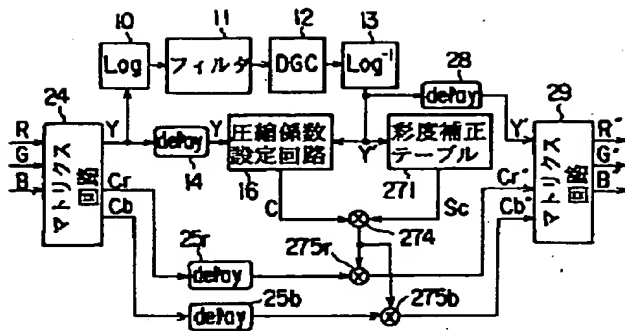 10
11
12
13
Log
フィルタ
DGC
Log⁻¹
28
delay
24
29
R
G
B
マトリクス回路
Y
delay
14
Y
圧縮係数
設定回路
16
Y'
彩度補正
テーブル
271
Y'
マトリクス回路
R'
G'
B'
Cr
Cb
C
Sc
274
Cr'
Cb'
25r
delay
275r
25b
delay
275b